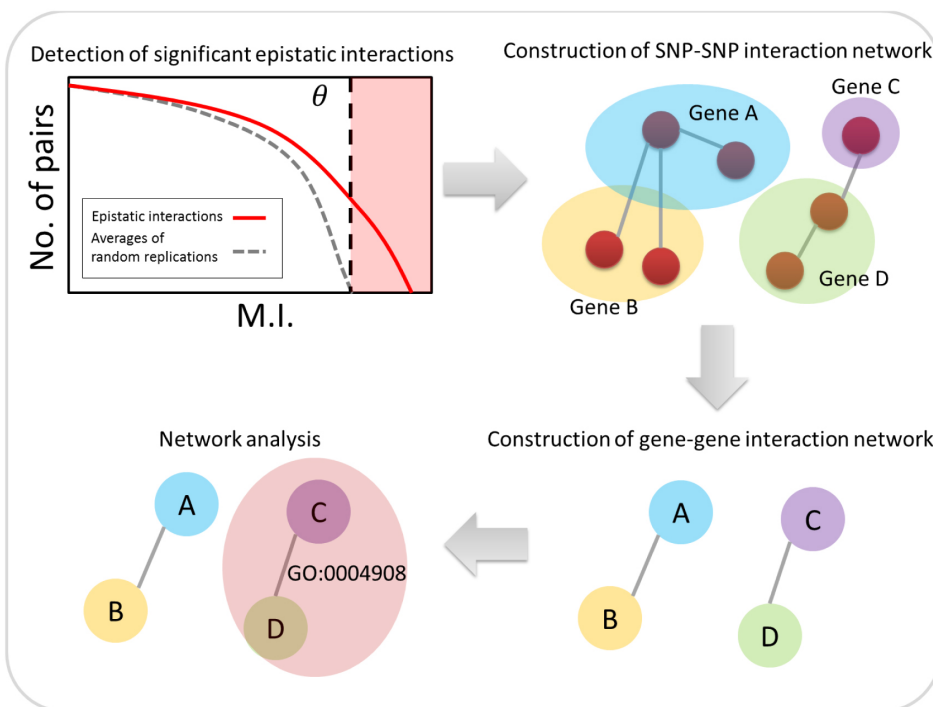 Detection of significant epistatic interactions
No. of pairs
θ
Epistatic interactions
Averages of
random replications
M.I.
Construction of SNP-SNP interaction network
Gene A
Gene C
Gene B
Gene D
Network analysis
A
B
C
GO:0004908
D
Construction of gene-gene interaction network
A
B
C
D